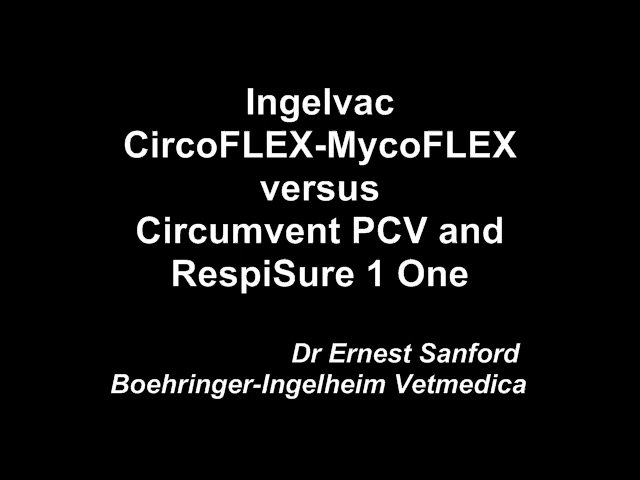 Ingelvac
CircoFLEX-MycoFLEX
versus
Circumvent PCV and
RespiSure 1 One
Dr Ernest Sanford
Boehringer-Ingelheim Vetmedica